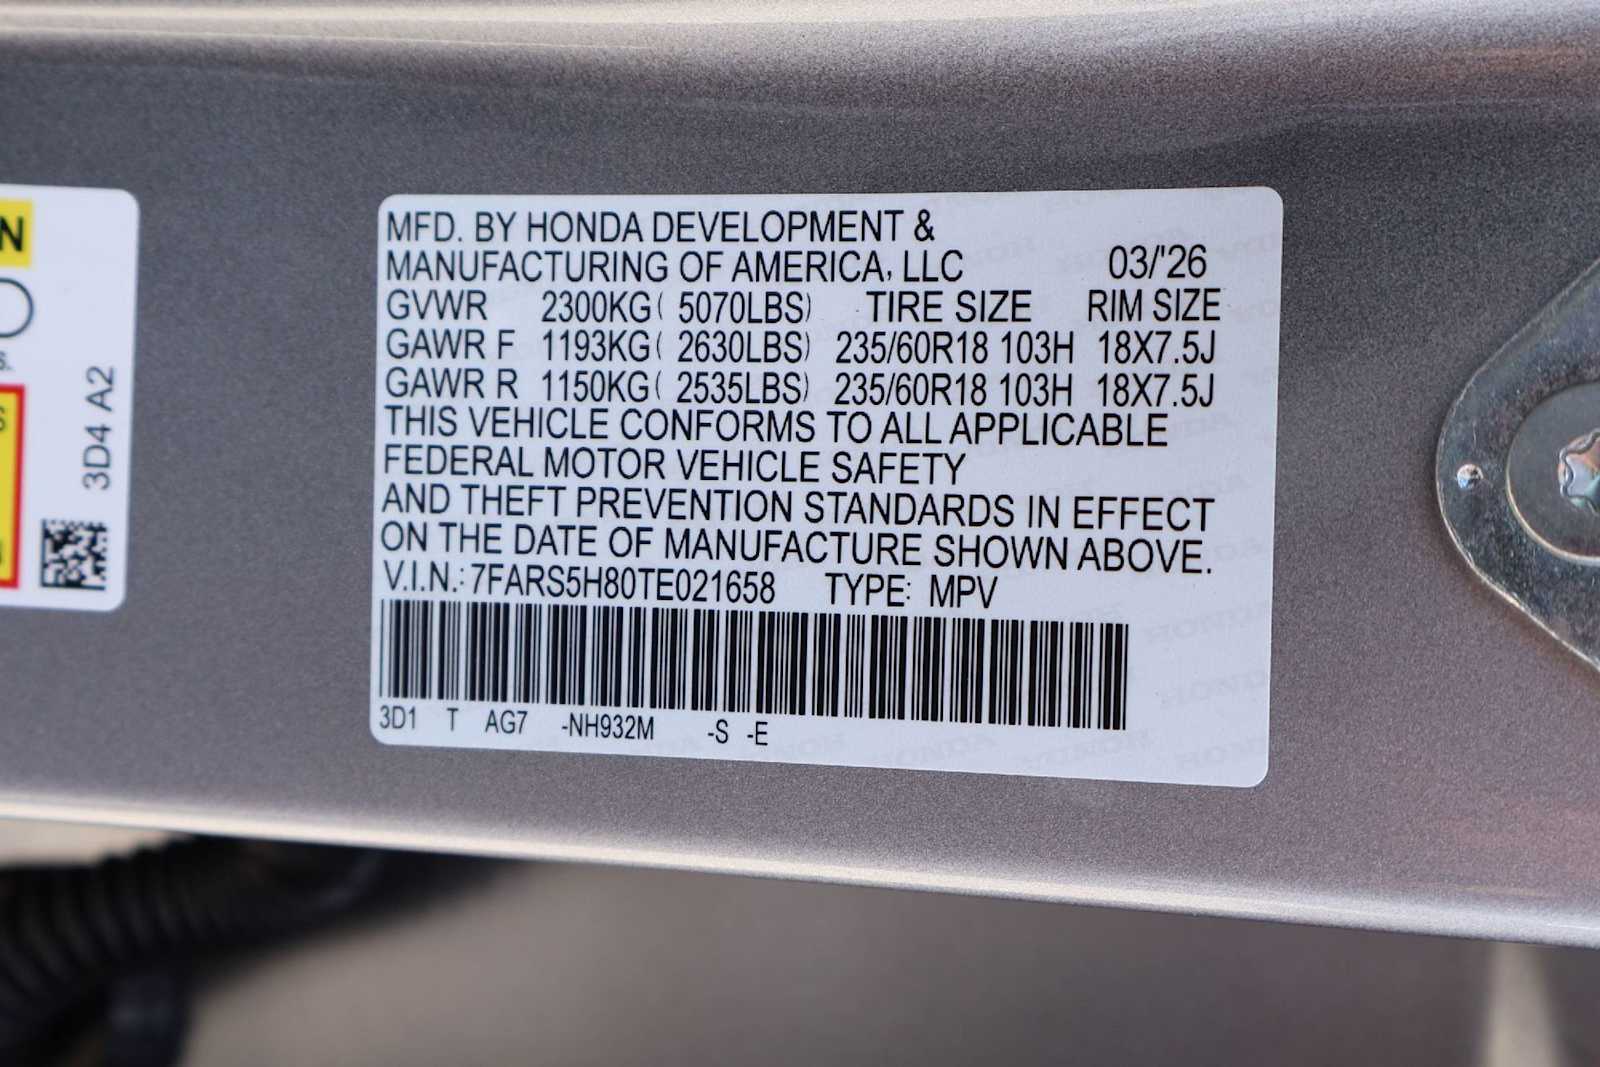 N
S.
S
3D4 A2
MFD. BY HONDA DEVELOPMENT &
MANUFACTURING OF AMERICA, LLC 03/'26
GVWR 2300KG( 5070LBS) TIRE SIZE RIM SIZE
GAWR F 1193KG( 2630LBS) 235/60R18 103H 18X7.5J
GAWR R 1150KG( 2535LBS) 235/60R18 103H 18X7.5J
THIS VEHICLE CONFORMS TO ALL APPLICABLE
FEDERAL MOTOR VEHICLE SAFETY
AND THEFT PREVENTION STANDARDS IN EFFECT
ON THE DATE OF MANUFACTURE SHOWN ABOVE.
V.I.N.: 7FARS5H80TE021658 TYPE: MPV
3D1 T AG7 -NH932M -S -E